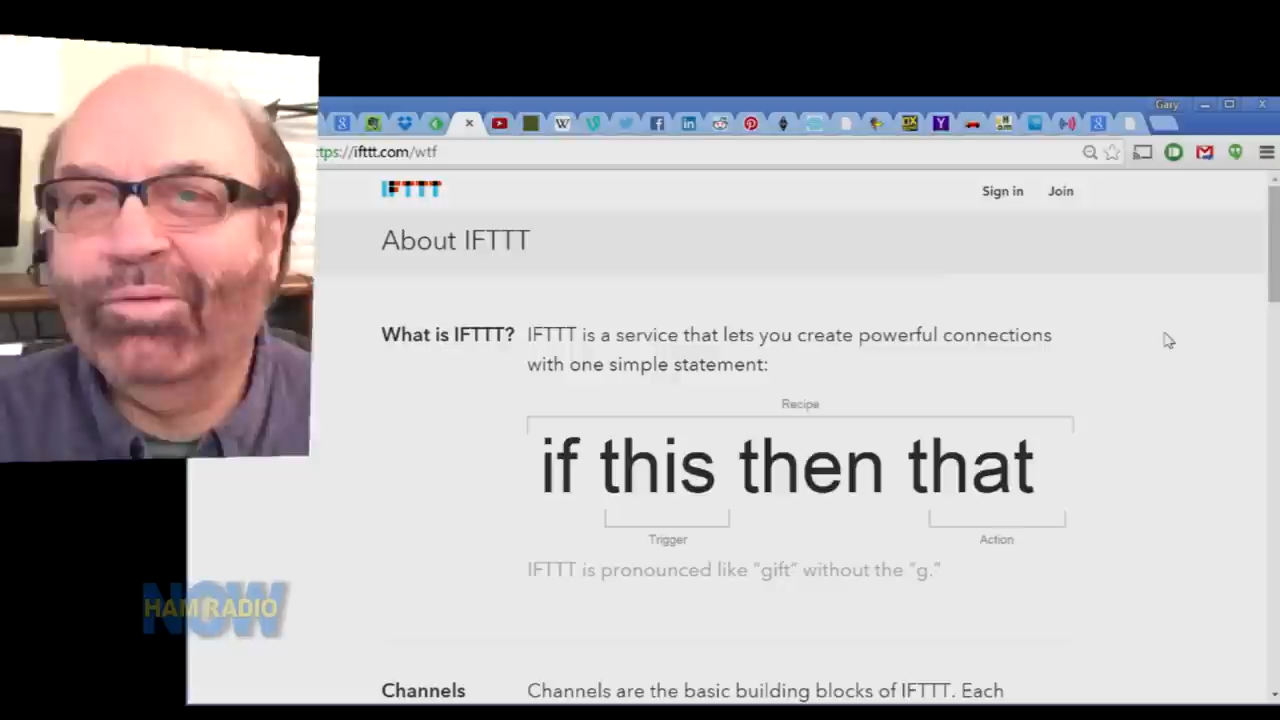 Gary
ttps://ifttt.com/wtf
IFTTT
Sign in
Join
About IFTTT
What is IFTTT?
IFTTT is a service that lets you create powerful connections
with one simple statement:
Recipe
if this then that
Trigger
Action
IFTTT is pronounced like "gift" without the "g."
HAM RADIO
NOW
Channels
Channels are the basic building blocks of IFTTT. Each